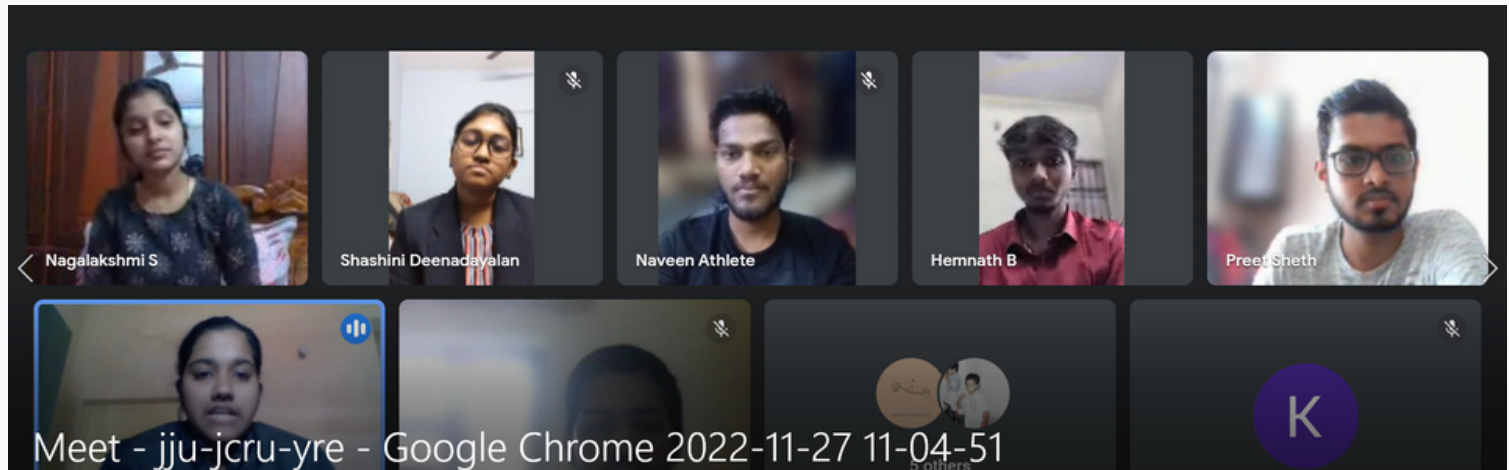 Nagalakshmi S
Shashini Deenadayalan
Naveen Athlete
Hemnath B
Preet Sheth
K
5 others
Meet - jju-jcru-yre - Google Chrome 2022-11-27 11-04-51